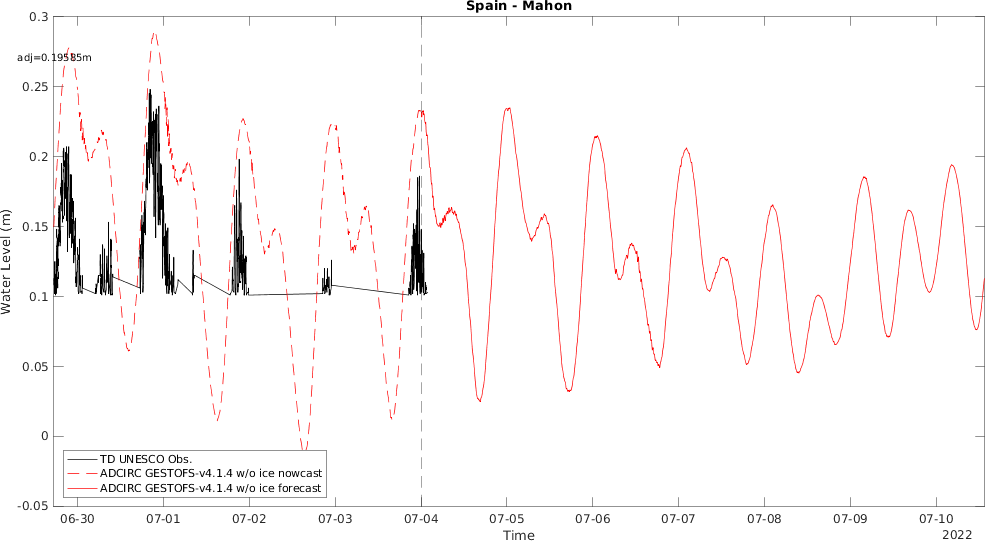 Spain - Mahon
adj=0.19585m
Water Level (m)
0.3
0.25
0.2
0.15
0.1
0.05
0
-0.05
TD UNESCO Obs.
ADCIRC GESTOFS-v4.1.4 w/o ice nowcast
ADCIRC GESTOFS-v4.1.4 w/o ice forecast
06-30 07-01 07-02 07-03 07-04 07-05 07-06 07-07 07-08 07-09 07-10
Time
2022